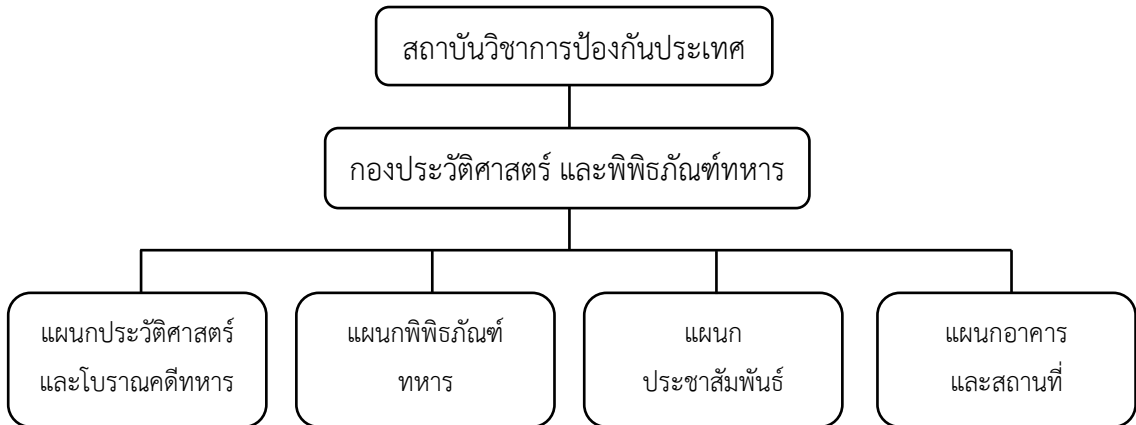 สถาบันวิชาการป้องกันประเทศ
กองประวัติศาสตร์ และพิพิธภัณฑ์ทหาร
แผนกประวัติศาสตร์
และโบราณคดีทหาร
แผนกพิพิธภัณฑ์
ทหาร
แผนก
ประชาสัมพันธ์
แผนกอาคาร
และสถานที่